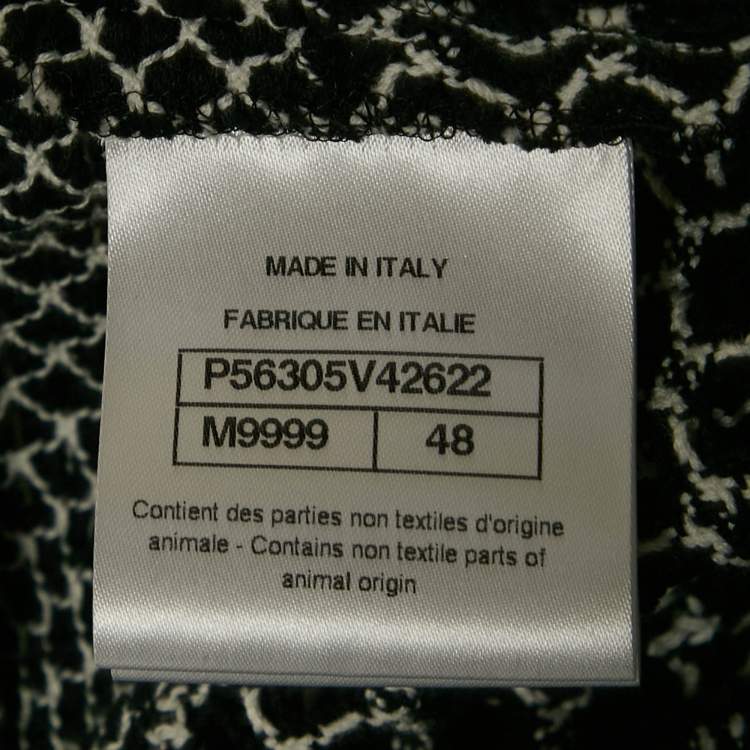 MADE IN ITALY
FABRIQUE EN ITALIE
P56305V42622
M9999 48
Contient des parties non textiles d'origine
animale - Contains non textile parts of
animal origin